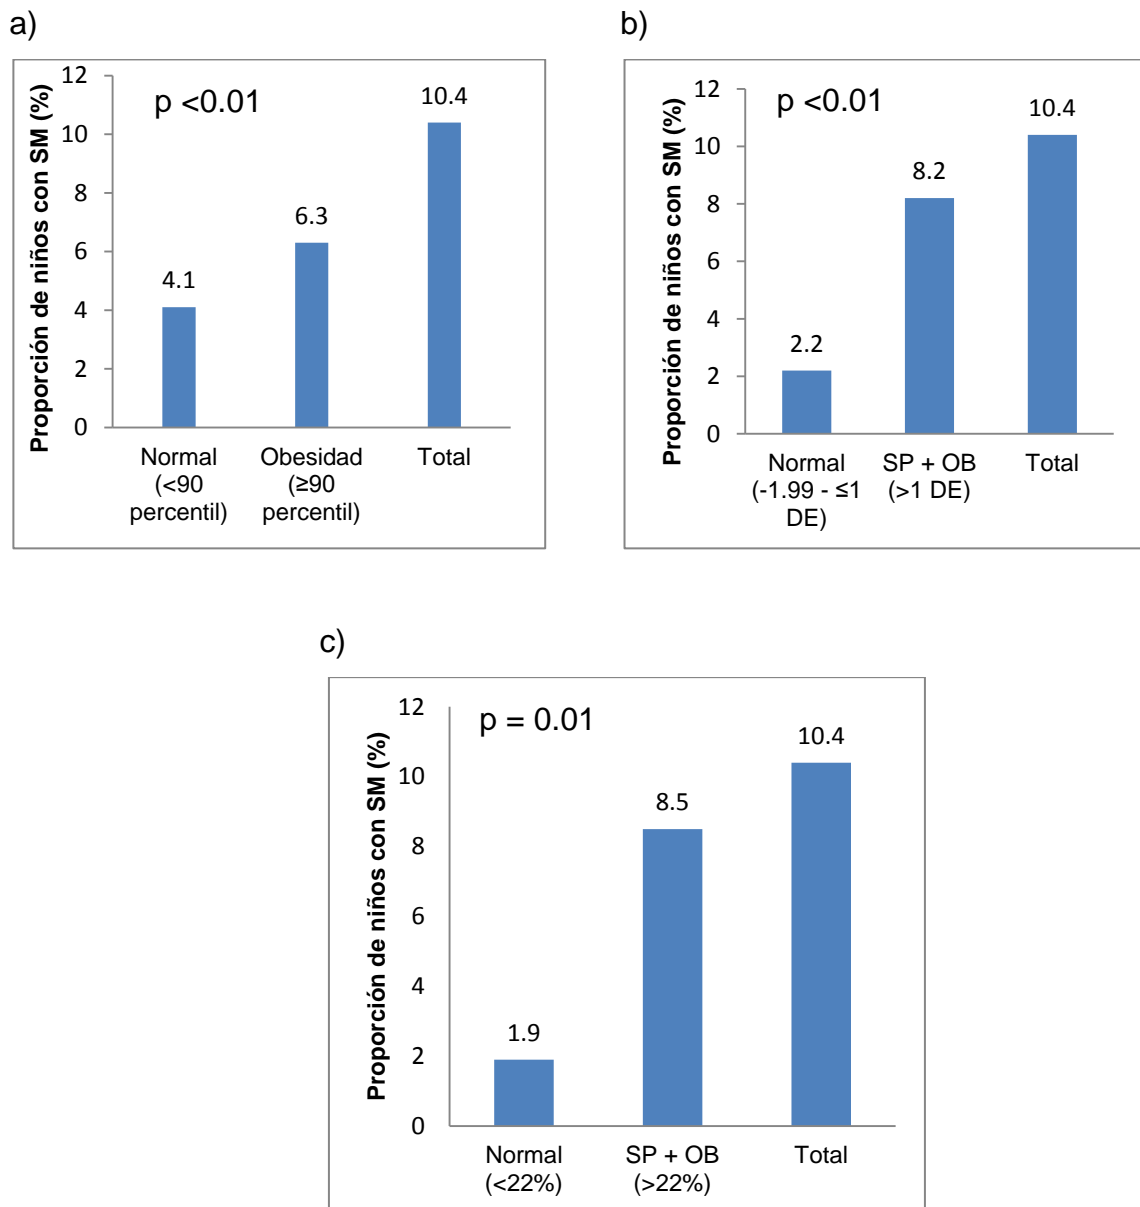 a)
Proporción de niños con SM (%)
p <0.01
12
10
8
6
4
2
0
4.1
6.3
10.4
Normal
(<90
percentil)
Obesidad
(≥90
percentil)
Total
b)
Proporción de niños con SM (%)
p <0.01
12
10
8
6
4
2
0
2.2
8.2
10.4
Normal
(-1.99 - ≤1
DE)
SP + OB
(>1 DE)
Total
c)
Proporción de niños con SM (%)
p = 0.01
12
10
8
6
4
2
0
1.9
8.5
10.4
Normal
(<22%)
SP + OB
(>22%)
Total